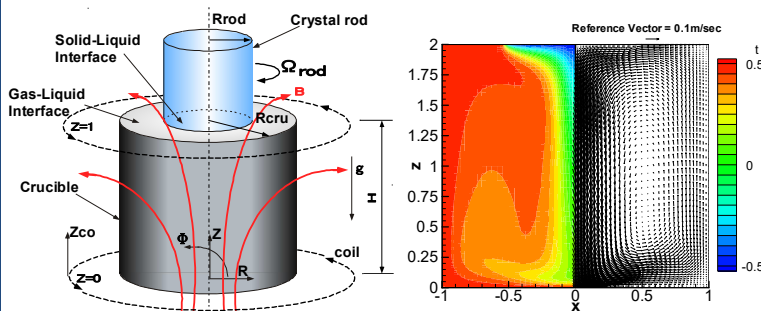 Rrod
Crystal rod
Solid-Liquid
Interface
Ωrod
Gas-Liquid
Interface
B
Rcru
Z=1
g
H
Crucible
Zco
Φ
Z
R
coil
Z=0
Reference Vector = 0.1m/sec
t
2
1.75
1.5
1.25
z
1
0.75
0.5
0.25
0
-1
-0.5
0
0.5
1
X
0.5
0
-0.5